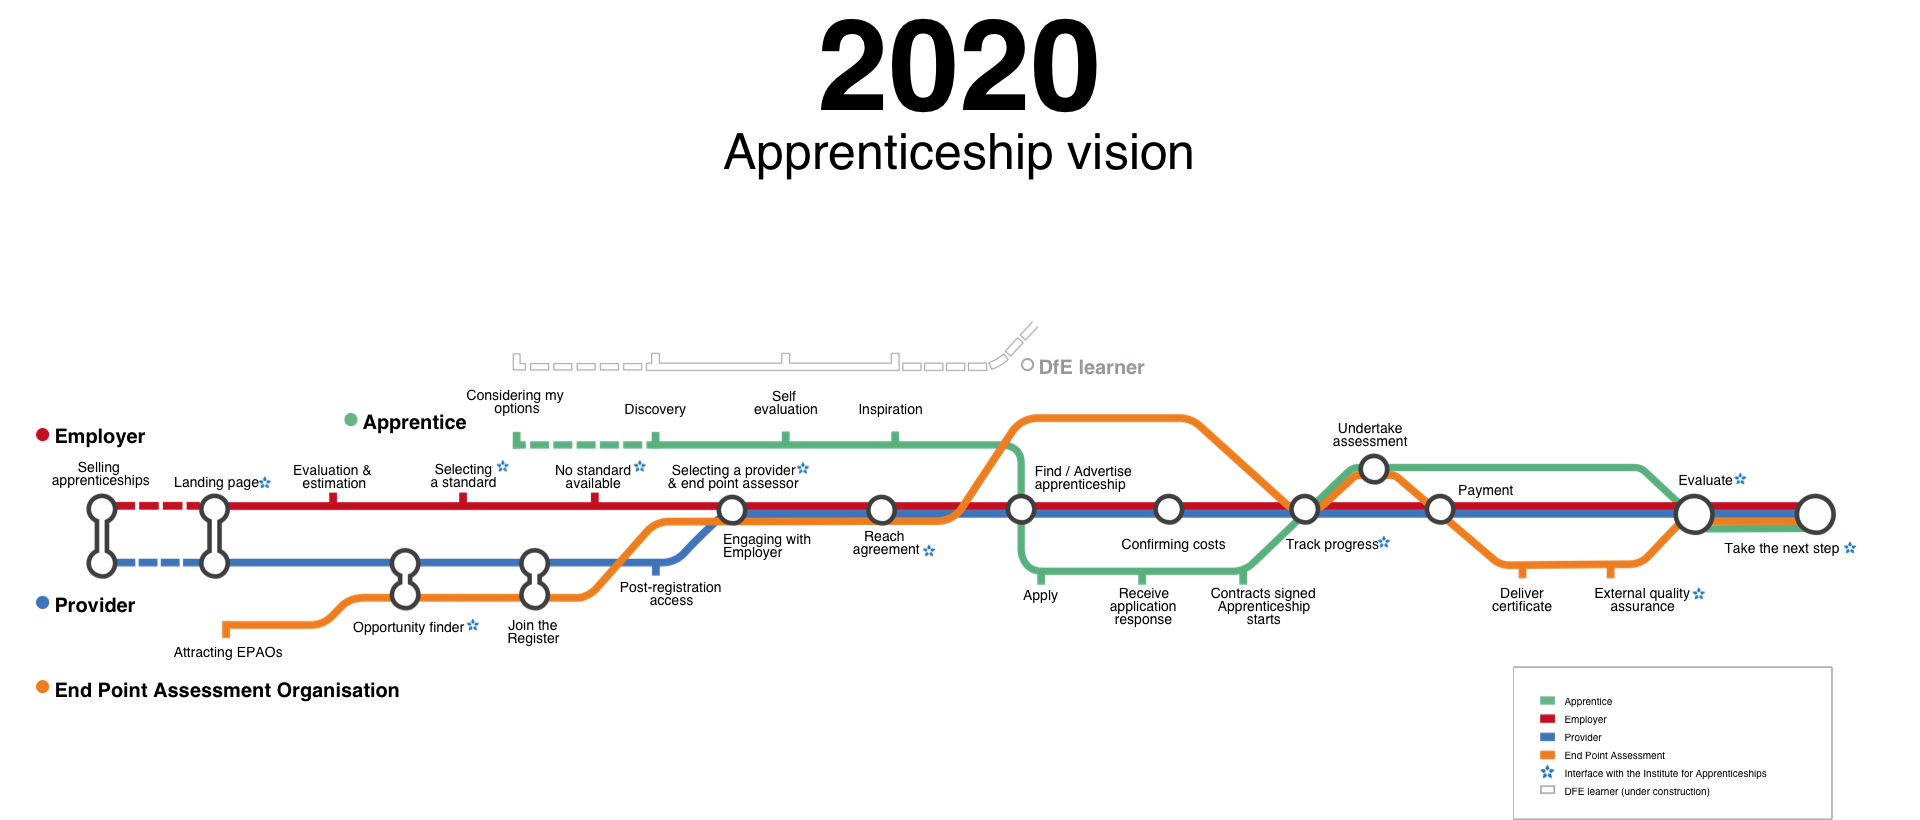 2020
Apprenticeship vision
DfE learner
Considering my
options
Discovery
Self
evaluation
Inspiration
Apprentice
Employer
Selling
apprenticeships
Landing page
Evaluation &
estimation
Selecting
a standard
No standard
available
Selecting a provider
& end point assessor
Find / Advertise
apprenticeship
Undertake
assessment
Payment
Evaluate
Engaging with
Employer
Reach
agreement
Confirming costs
Track progress
Take the next step
Provider
Post-registration
access
Apply
Receive
application
response
Contracts signed
Apprenticeship
starts
Deliver
certificate
External quality
assurance
Opportunity finder
Join the
Register
Attracting EPAOs
End Point Assessment Organisation
Apprentice
Employer
Provider
End Point Assessment
Interface with the Institute for Apprenticeships
DFE learner (under construction)